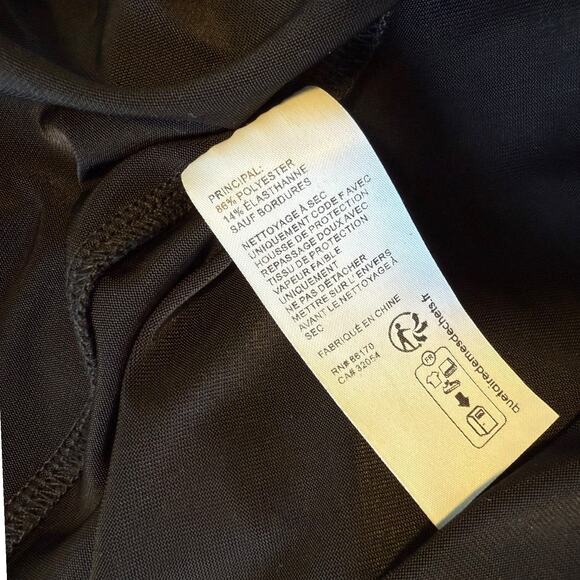 PRINCIPAL:
86% POLYESTER
14% ÉLASTHANNE
SAUF BORDURES
NETTOYAGE À SEC
UNIQUEMENT CODE F AVEC
HOUSSE DE PROTECTION
REPASSAGE DOUX AVEC
TISSU DE PROTECTION
VAPEUR FAIBLE
UNIQUEMENT
NE PAS DÉTACHER
METTRE SUR L'ENVERS
AVANT LE NETTOYAGE À
SEC
FABRIQUÉ EN CHINE
RN# 86170
CA# 32054
FR
quefairedemesdechets.fr